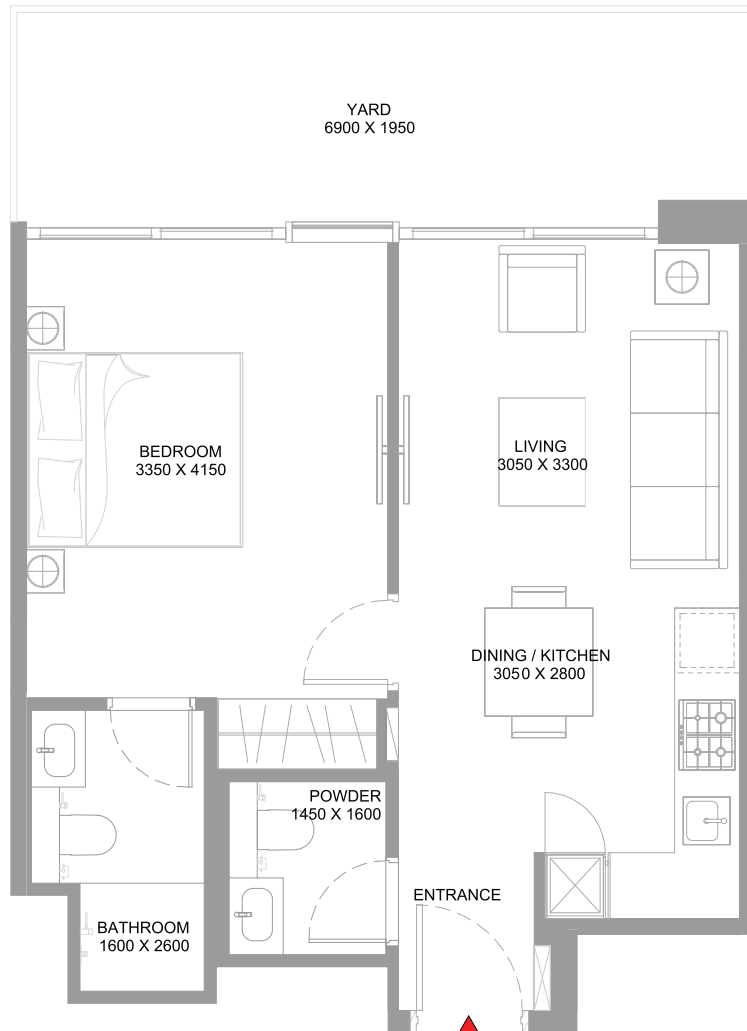 YARD
6900 X 1950
BEDROOM
3350 X 4150
LIVING
3050 X 3300
DINING / KITCHEN
3050 X 2800
POWDER
1450 X 1600
ENTRANCE
BATHROOM
1600 X 2600